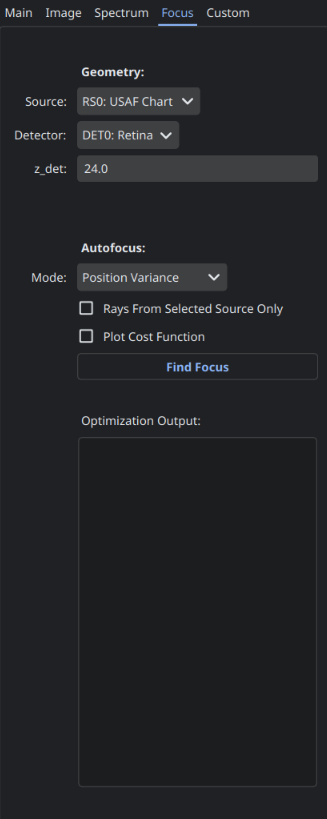 Main Image Spectrum Focus Custom
Geometry:
Source: RS0: USAF Chart
Detector: DET0: Retina
z_det: 24.0
Autofocus:
Mode: Position Variance
Rays From Selected Source Only
Plot Cost Function
Find Focus
Optimization Output: